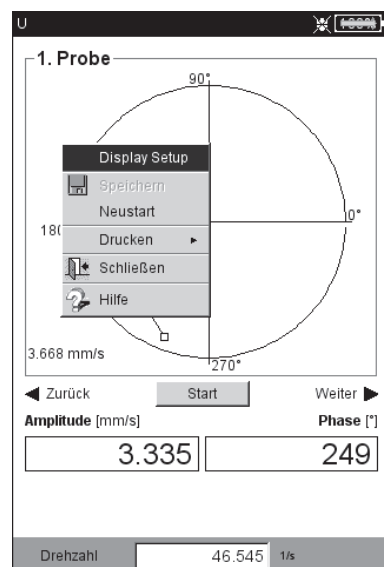 U
100%
1. Probe
90°
Display Setup
Speichern
Neustart
Drucken
Schließen
Hilfe
0°
180
3.668 mm/s
270°
Zurück
Start
Weiter
Amplitude [mm/s]
Phase [°]
3.335
249
Drehzahl
46.545
1/s